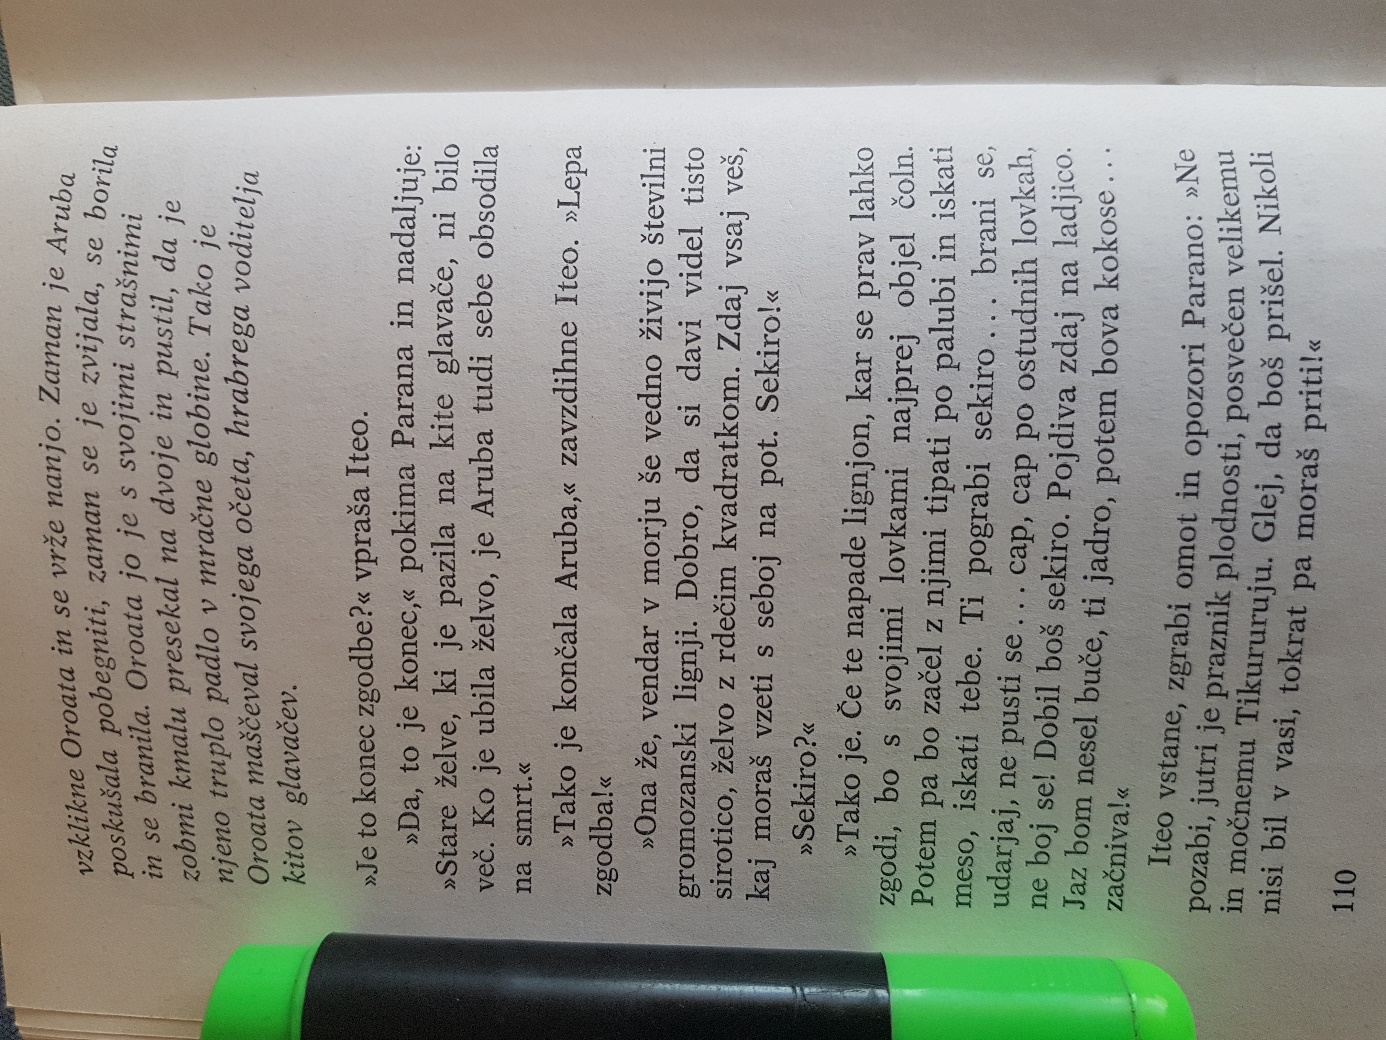 vzklikne Oroata in se vrže nanjo. Zaman je Aruba
poskušala pobegniti, zaman se je zvijala, se borila
in se branila. Oroata jo je s svojimi strašnimi
zobmi kmalu presekal na dvoje in pustil, da je
njeno truplo padlo v mračne globine. Tako je
Oroata maščeval svojega očeta, hrabrega voditelja
kitov glavačev.
»Je to konec zgodbe?« vpraša Iteo.
»Da, to je konec,« pokima Parana in nadaljuje:
»Stare želve, ki je pazila na kite glavače, ni bilo
več. Ko je ubila želvo, je Aruba tudi sebe obsodila
na smrt.«
»Tako je končala Aruba,« zavzdihne Iteo. »Lepa
zgodba!«
»Ona že, vendar v morju še vedno živijo številni
gromozanski lignji. Dobro, da si davi videl tisto
sirotico, želvo z rdečim kvadratkom. Zdaj vsaj veš,
kaj moraš vzeti s seboj na pot. Sekiro!«
»Sekiro?«
»Tako je. Če te napade lignjon, kar se prav lahko
zgodi, bo s svojimi lovkami najprej objel čoln.
Potem pa bo začel z njimi tipati po palubi in iskati
meso, iskati tebe. Ti pograbi sekiro ... brani se,
udarjaj, ne pusti se ... cap, cap po ostudnih lovkah,
ne boj se! Dobil boš sekiro. Pojdiva zdaj na ladjico.
Jaz bom nesel buče, ti jadro, potem bova kokose ...
začniva!«
Iteo vstane, zgrabi omot in opozori Parano: »Ne
pozabi, jutri je praznik plodnosti, posvečen velikemu
in močnemu Tikururuju. Glej, da boš prišel. Nikoli
nisi bil v vasi, tokrat pa moraš priti!«
110